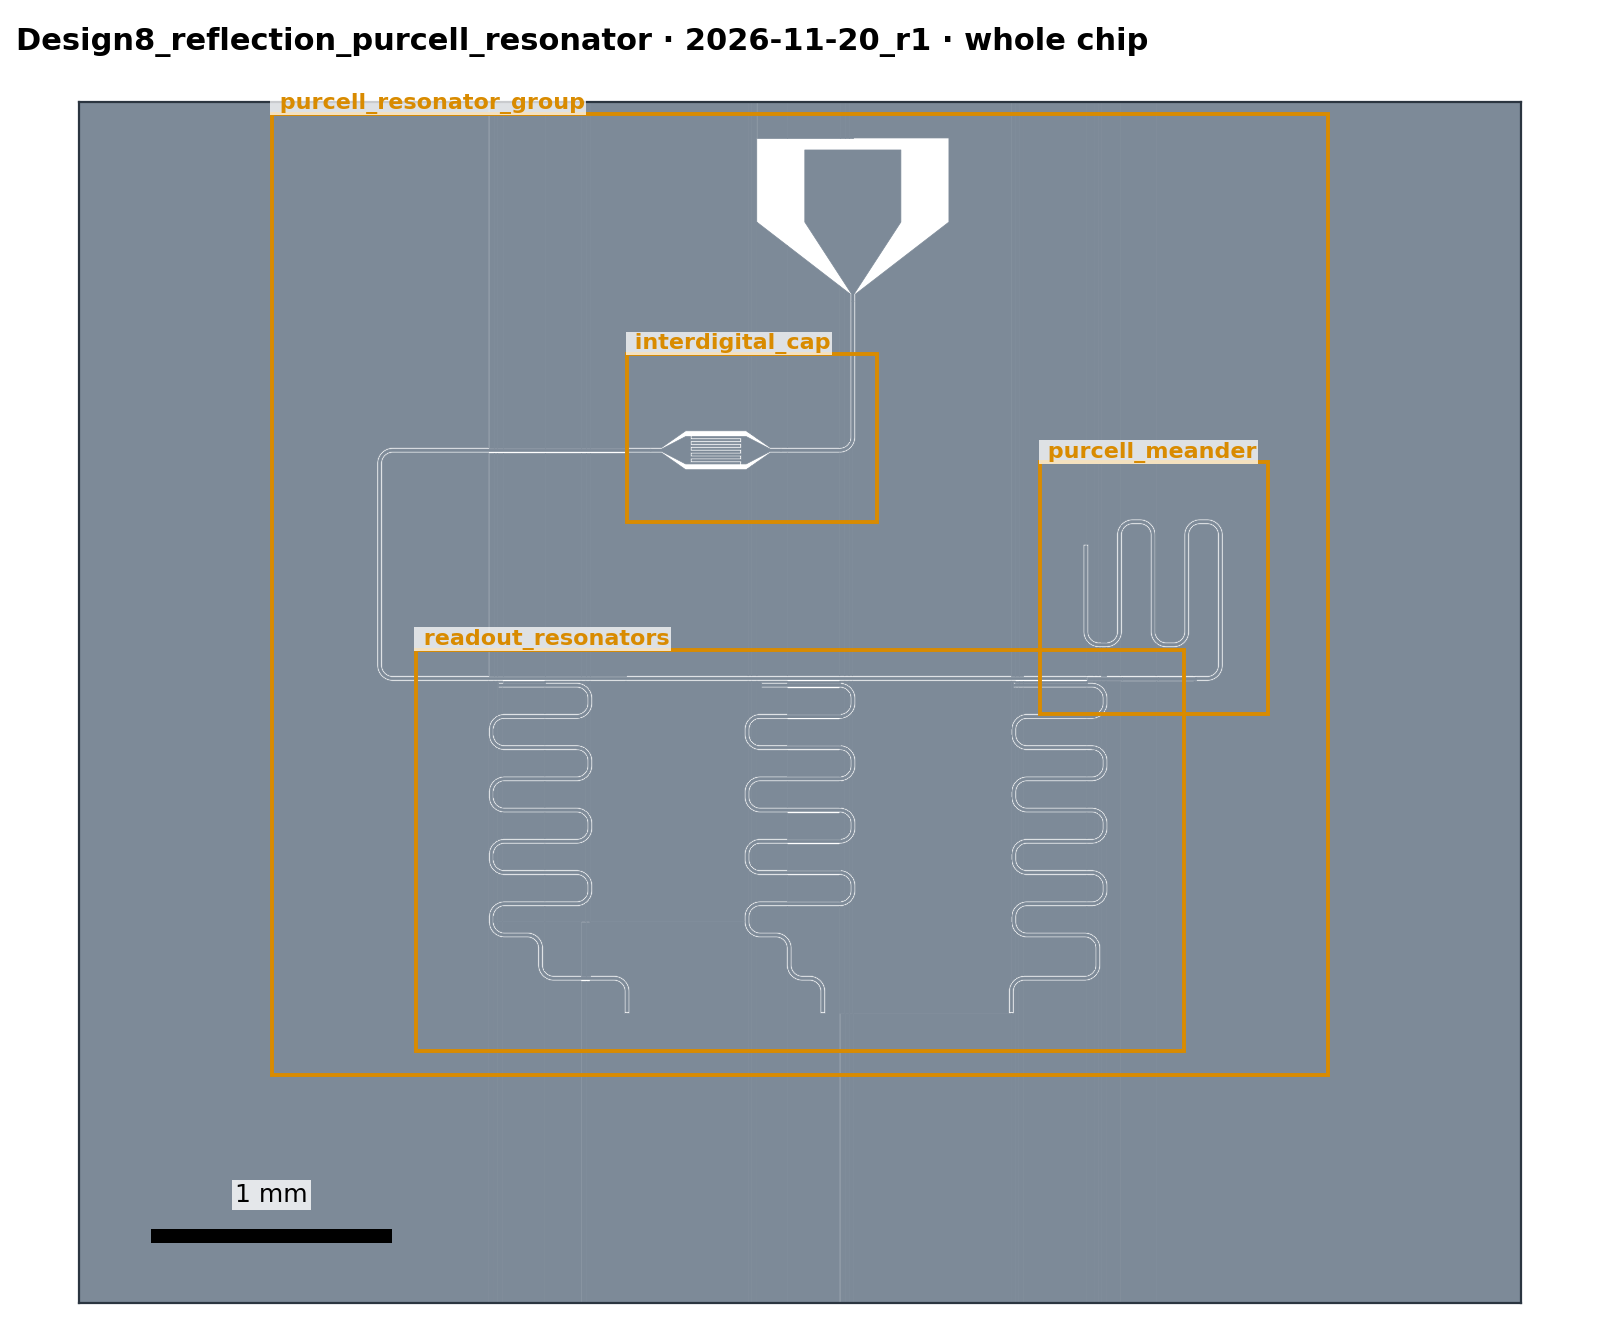 Design8_reflection_purcell_resonator · 2026-11-20_r1 · whole chip
purcell_resonator_group
interdigital_cap
purcell_meander
readout_resonators
1 mm